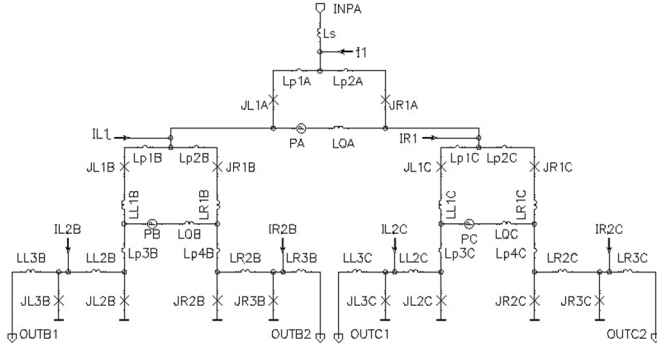 INPA
Ls
I1
Lp1A Lp2A
JL1A JR1A
IL1 PA LQA IR1
Lp1B Lp2B Lp1C Lp2C
JL1B JR1B JL1C JR1C
LL1B LR1B LL1C LR1C
IL2B PB LQB IR2B IL2C PC LQC IR2C
LL3B LL2B Lp3B Lp4B LR2B LR3B LL3C LL2C Lp3C Lp4C LR2C LR3C
JL3B JL2B JR2B JR3B JL3C JL2C JR2C JR3C
OUTB1 OUTB2 OUTC1 OUTC2